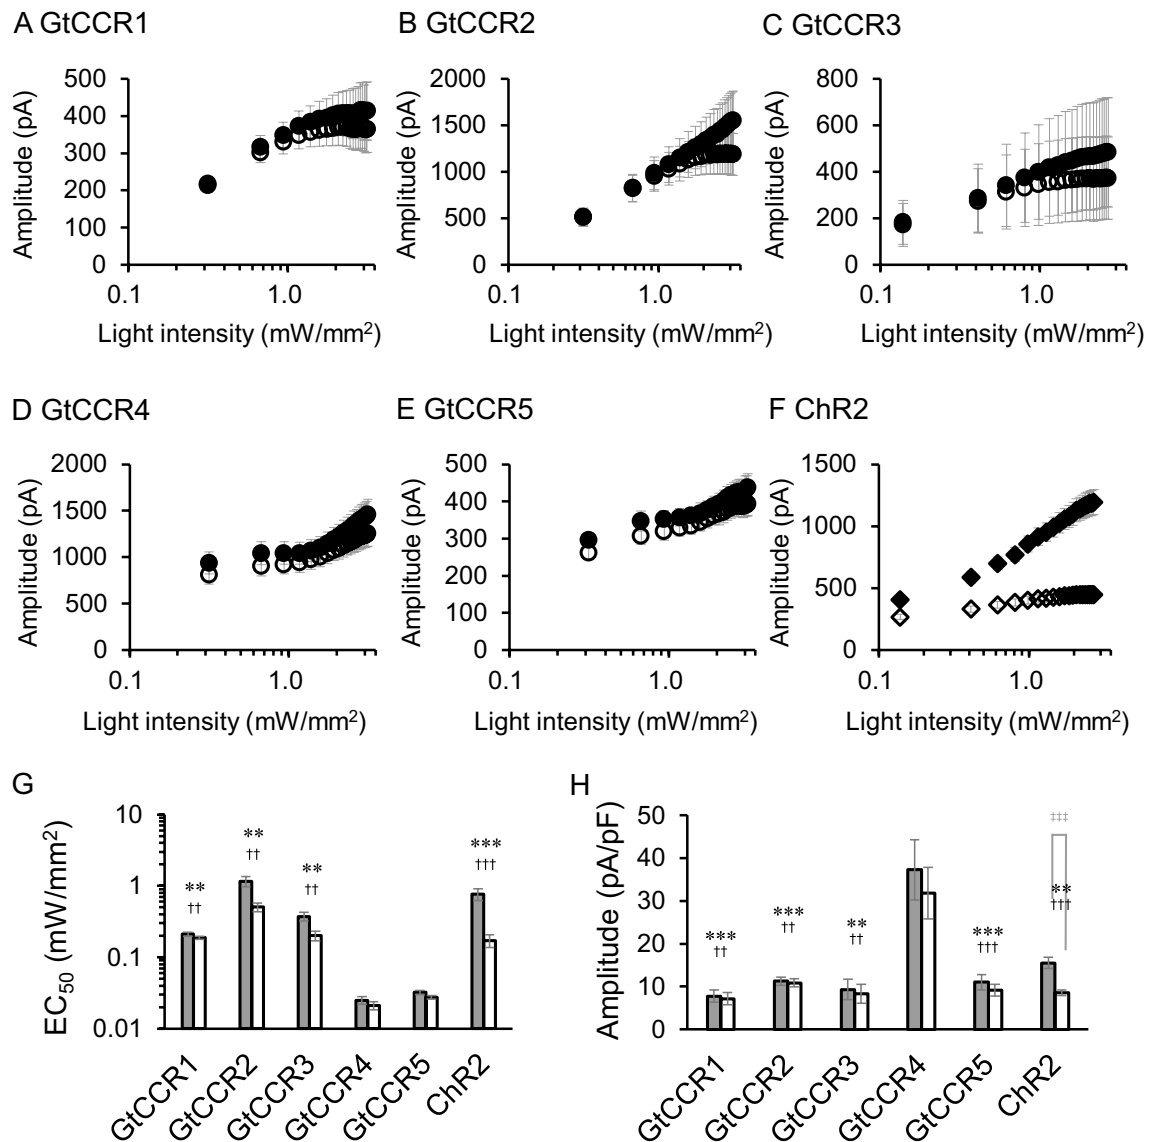 A GtCCR1
B GtCCR2
C GtCCR3
Amplitude (pA)
500
400
300
200
100
0
0.1
1.0
Light intensity (mW/mm²)
Amplitude (pA)
2000
1500
1000
500
0
0.1
1.0
Light intensity (mW/mm²)
Amplitude (pA)
800
600
400
200
0
0.1
1.0
Light intensity (mW/mm²)
D GtCCR4
E GtCCR5
F ChR2
Amplitude (pA)
2000
1500
1000
500
0
0.1
1.0
Light intensity (mW/mm²)
Amplitude (pA)
500
400
300
200
100
0
0.1
1.0
Light intensity (mW/mm²)
Amplitude (pA)
1500
1000
500
0
0.1
1.0
Light intensity (mW/mm²)
G
EC₅₀ (mW/mm²)
10
1
0.1
0.01
**
††
**
††
**
††
***
†††
GtCCR1
GtCCR2
GtCCR3
GtCCR4
GtCCR5
ChR2
H
Amplitude (pA/pF)
50
40
30
20
10
0
***
††
***
††
**
††
***
†††
‡‡‡
**
†††
GtCCR1
GtCCR2
GtCCR3
GtCCR4
GtCCR5
ChR2